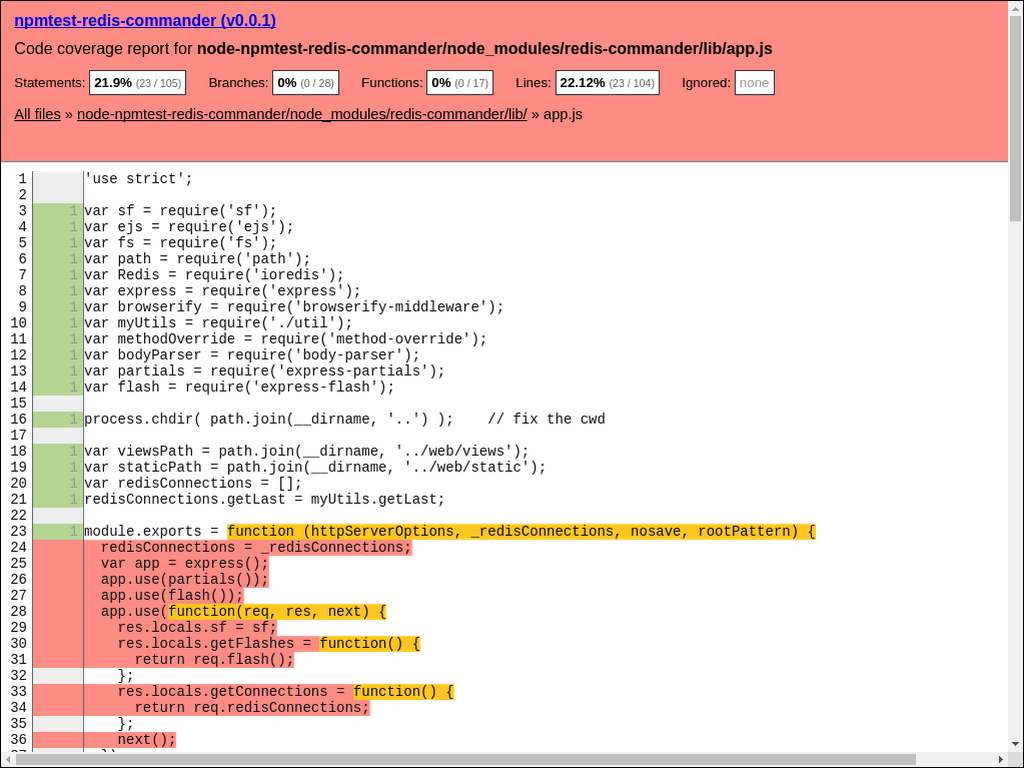 npmtest-redis-commander (v0.0.1)
Code coverage report for node-npmtest-redis-commander/node_modules/redis-commander/lib/app.js
Statements: 21.9% (23 / 105) Branches: 0% (0 / 28) Functions: 0% (0 / 17) Lines: 22.12% (23 / 104) Ignored: none
All files » node-npmtest-redis-commander/node_modules/redis-commander/lib/ » app.js
1 'use strict';
2
3 1 var sf = require('sf');
4 1 var ejs = require('ejs');
5 1 var fs = require('fs');
6 1 var path = require('path');
7 1 var Redis = require('ioredis');
8 1 var express = require('express');
9 1 var browserify = require('browserify-middleware');
10 1 var myUtils = require('./util');
11 1 var methodOverride = require('method-override');
12 1 var bodyParser = require('body-parser');
13 1 var partials = require('express-partials');
14 1 var flash = require('express-flash');
15
16 1 process.chdir( path.join(__dirname, '..') );    // fix the cwd
17
18 1 var viewsPath = path.join(__dirname, '../web/views');
19 1 var staticPath = path.join(__dirname, '../web/static');
20 1 var redisConnections = [];
21 1 redisConnections.getLast = myUtils.getLast;
22
23 1 module.exports = function (httpServerOptions, _redisConnections, nosave, rootPattern) {
24   redisConnections = _redisConnections;
25   var app = express();
26   app.use(partials());
27   app.use(flash());
28   app.use(function(req, res, next) {
29     res.locals.sf = sf;
30     res.locals.getFlashes = function() {
31       return req.flash();
32     };
33     res.locals.getConnections = function() {
34       return req.redisConnections;
35     };
36     next();